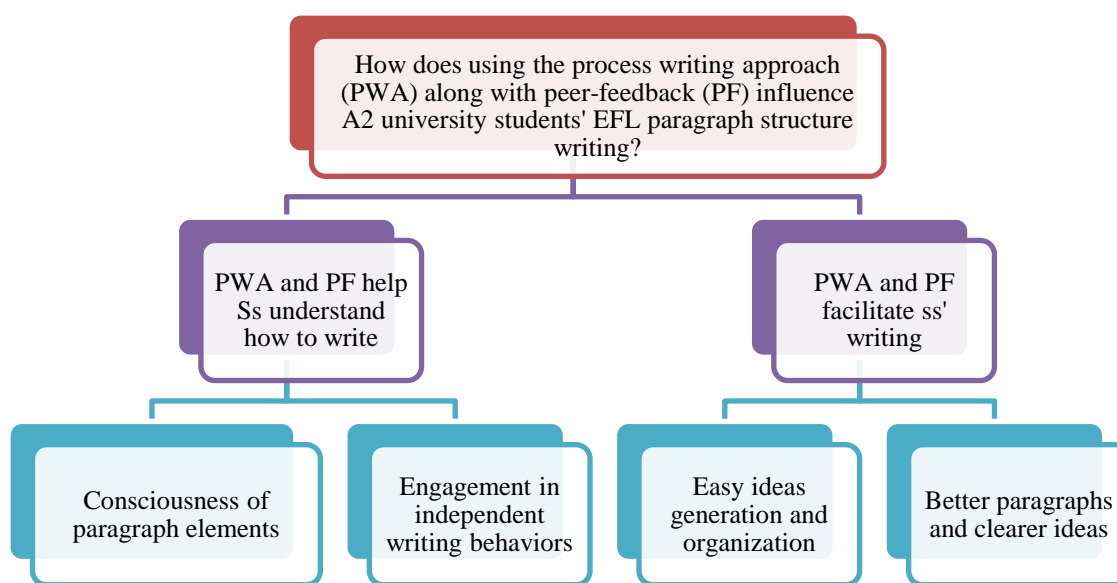 How does using the process writing approach
(PWA) along with peer-feedback (PF) influence
A2 university students' EFL paragraph structure
writing?
PWA and PF help
Ss understand
how to write
PWA and PF
facilitate ss'
writing
Consciousness of
paragraph elements
Engagement in
independent
writing behaviors
Easy ideas
generation and
organization
Better paragraphs
and clearer ideas